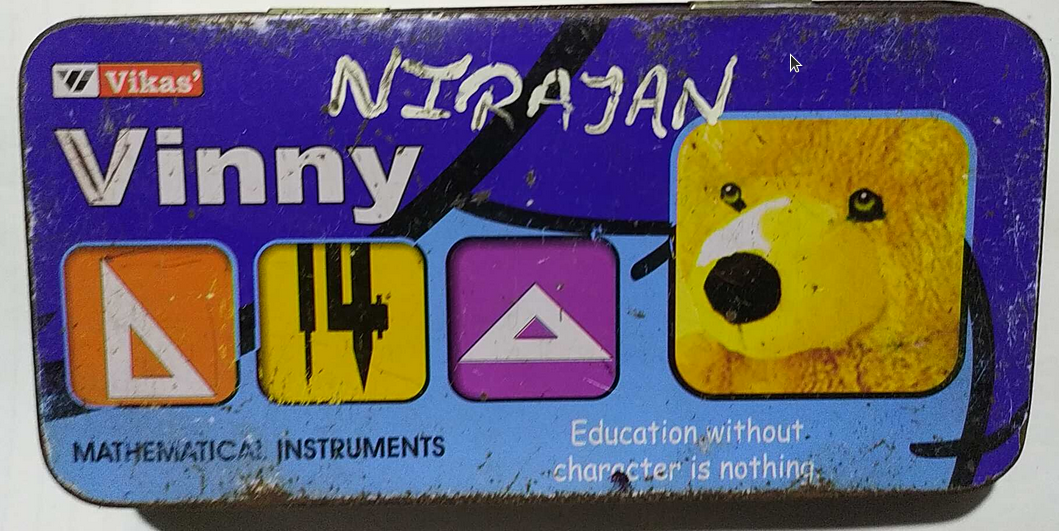 Vikas'
NIRAJAN
Vinny
MATHEMATICAL INSTRUMENTS
Education without
character is nothing